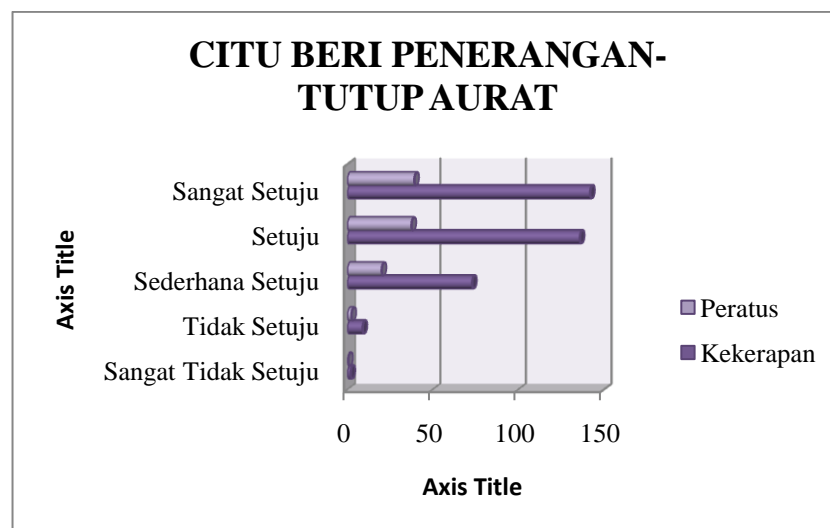 CITU BERI PENERANGAN-
TUTUP AURAT
Axis Title
Sangat Setuju
Setuju
Sederhana Setuju
Tidak Setuju
Sangat Tidak Setuju
Peratus
Kekerapan
0 50 100 150
Axis Title